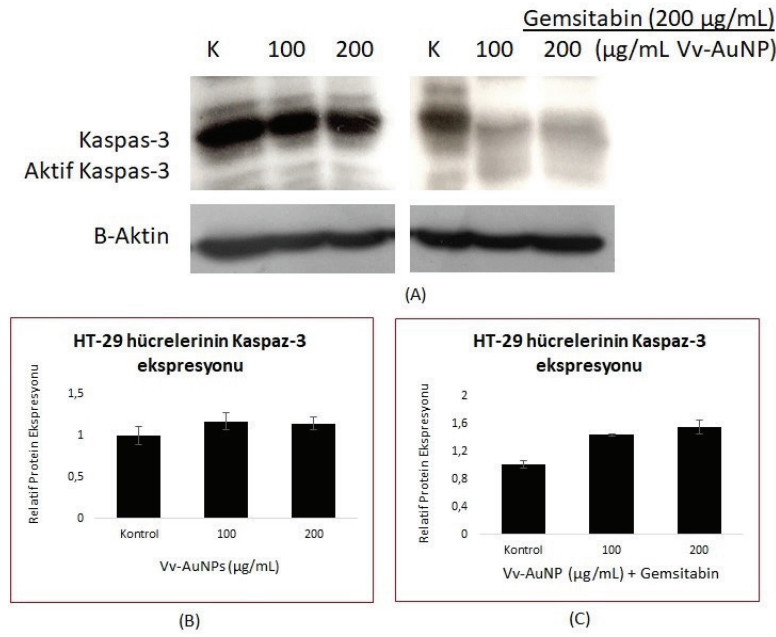 Gemsitabin (200 µg/mL)
K 100 200 K 100 200 (µg/mL Vv-AuNP)
Kaspas-3
Aktif Kaspas-3
B-Aktin
(A)
HT-29 hücrelerinin Kaspaz-3
ekspresyonu
Relatif Protein Ekspresyonu
1,5
1
0,5
0
Kontrol 100 200
Vv-AuNPs (µg/mL)
(B)
HT-29 hücrelerinin Kaspaz-3
ekspresyonu
Relatif Protein Ekspresyonu
2
1,6
1,2
0,8
0,4
0
Kontrol 100 200
Vv-AuNP (µg/mL) + Gemsitabin
(C)